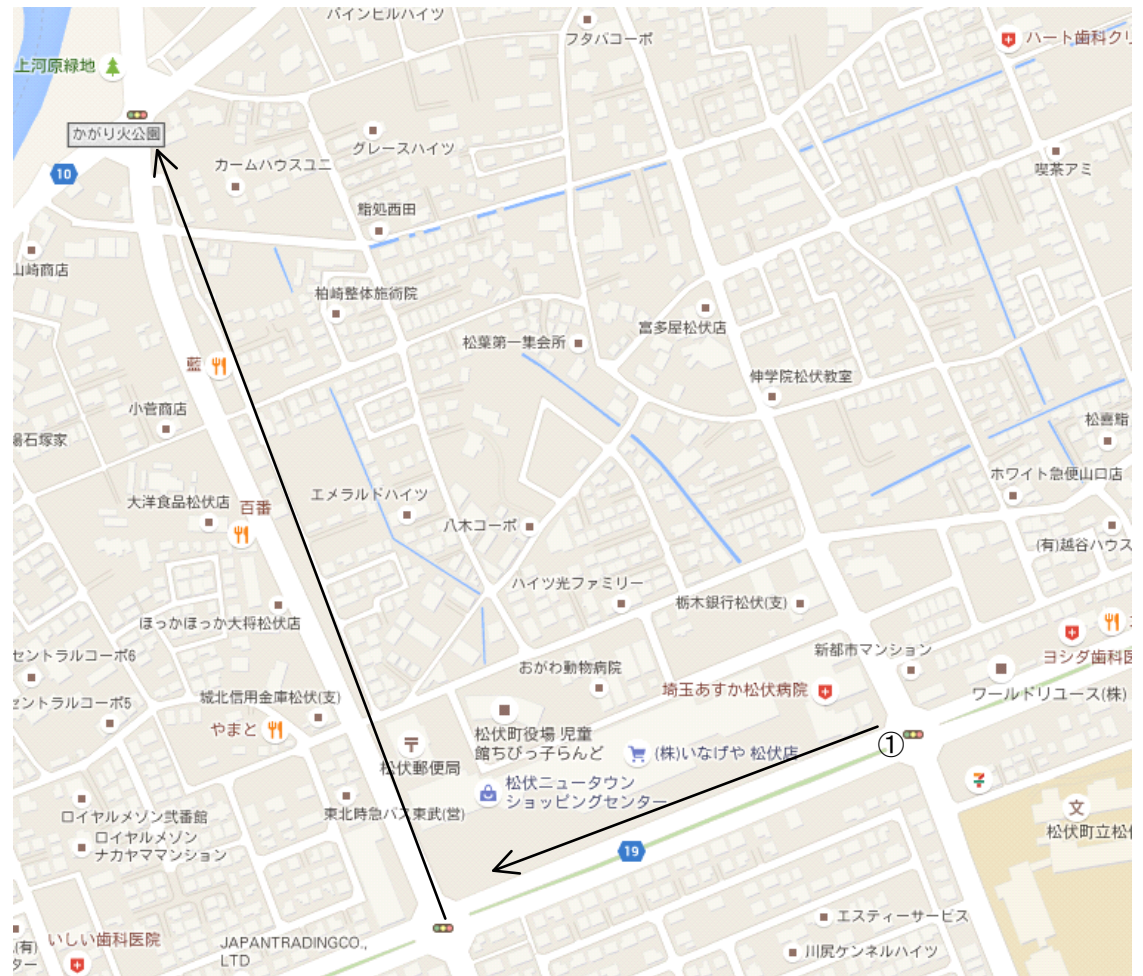 パインビルハイツ
フタバコーポ
ハート歯科クリ
上河原緑地
かがり火公園
グレースハイツ
カームハウスユニ
喫茶アミ
10
鮨処西田
山崎商店
柏崎整体施術院
富多屋松伏店
松葉第一集会所
藍
伸学院松伏教室
小菅商店
松喜鮨
湯石塚家
ホワイト急便山口店
エメラルドハイツ
大洋食品松伏店
百番
八木コーポ
(有)越谷ハウス
ハイツ光ファミリー
栃木銀行松伏(支)
ほっかほっか大将松伏店
新都市マンション
セントラルコーポ6
ヨシダ歯科医
おがわ動物病院
埼玉あすか松伏病院
ワールドリユース(株)
セントラルコーポ5
城北信用金庫松伏(支)
やまと
松伏町役場 児童
館ちびっ子らんど
(株)いなげや 松伏店
①
松伏郵便局
松伏ニュータウン
ショッピングセンター
ロイヤルメゾン弐番館
東北時急バス東武(営)
ロイヤルメゾン
ナカヤママンション
松伏町立松伏
19
エスティーサービス
いしい歯科医院
JAPANTRADINGCO.,
LTD
川尻ケンネルハイツ
(有)
ター